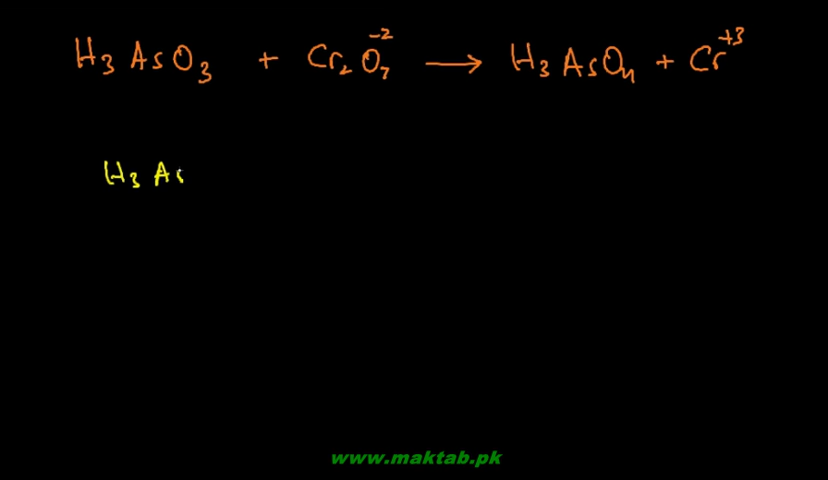 H₃AsO₃ + Cr₂O₇⁻² → H₃AsO₄ + Cr⁺³
H₃As
www.maktab.pk